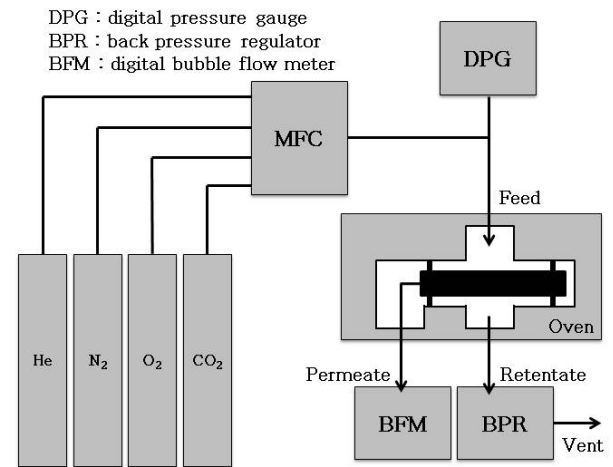 DPG : digital pressure gauge
BPR : back pressure regulator
BFM : digital bubble flow meter
DPG
MFC
Feed
He
N₂
O₂
CO₂
Oven
Permeate
Retentate
BFM
BPR
Vent